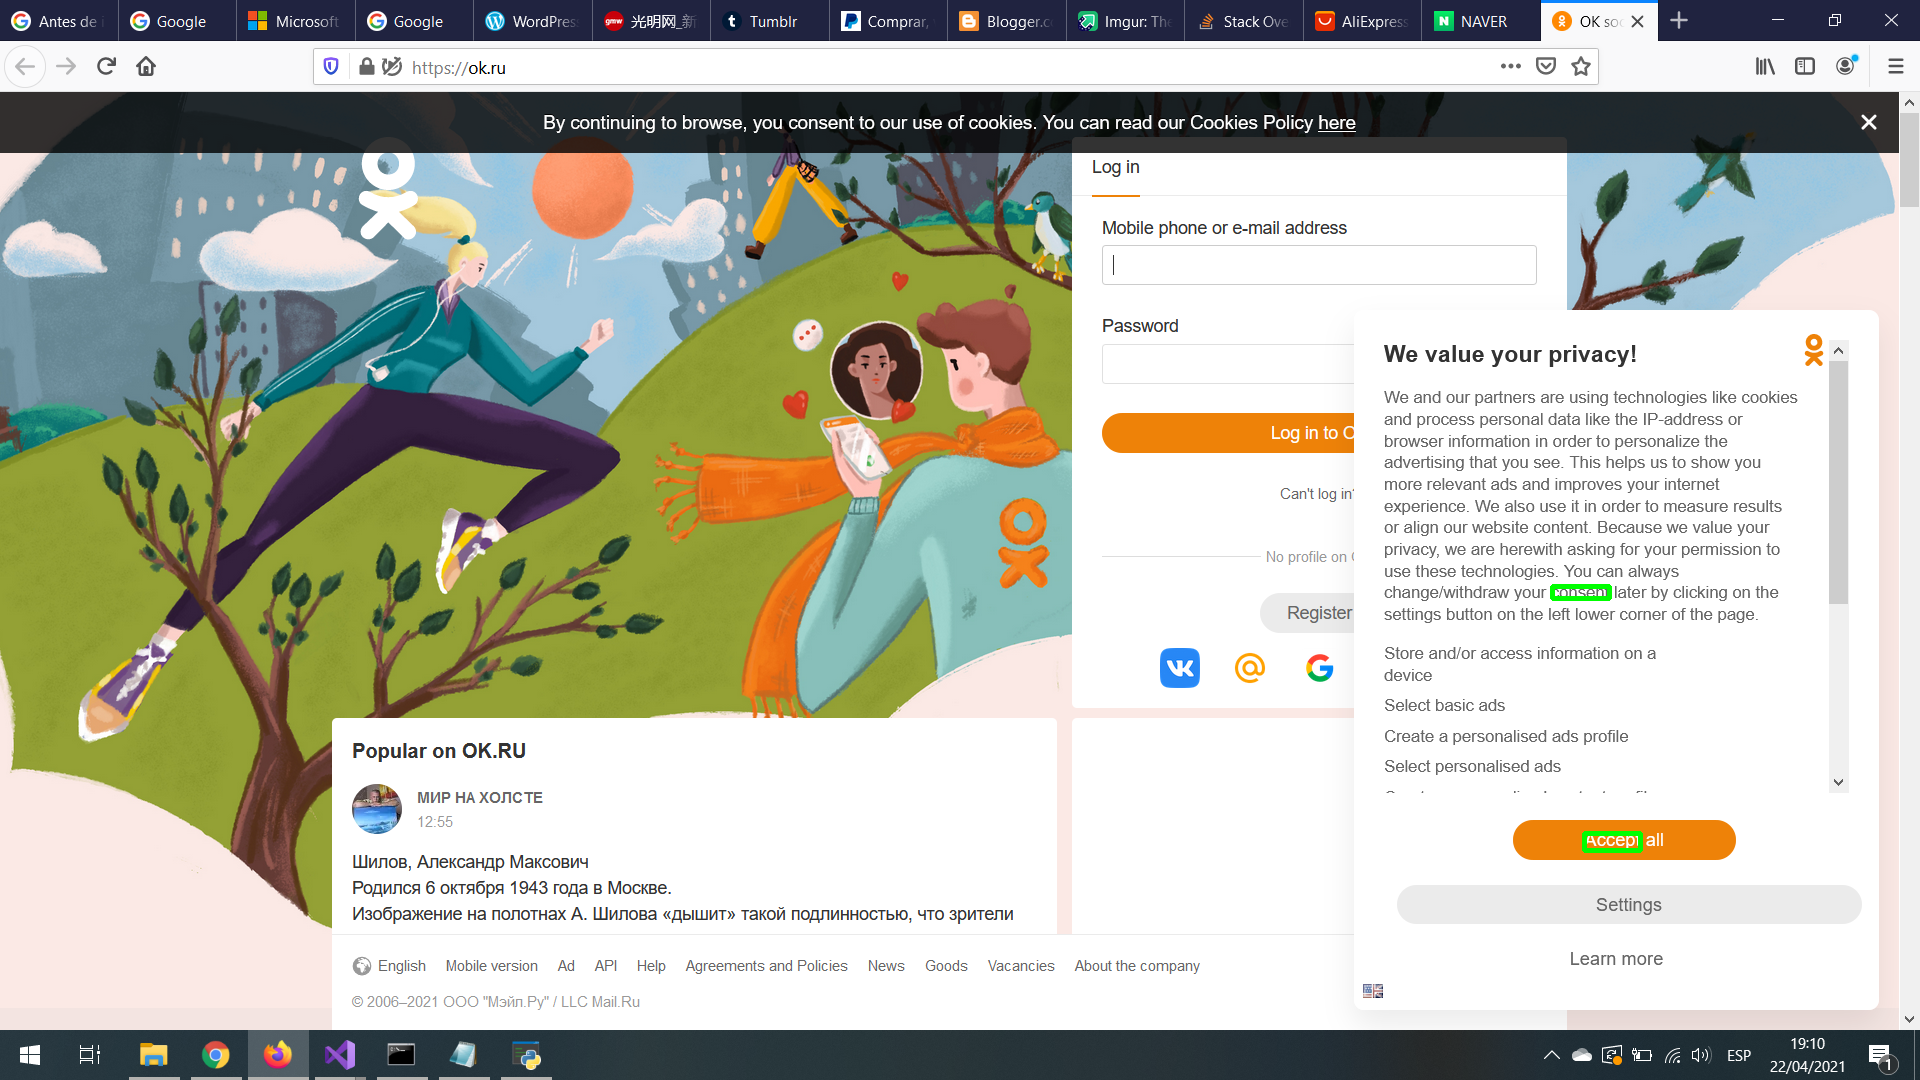 Antes de i
Google
Microsoft
Google
WordPress
光明网_新
Tumblr
Comprar,
Blogger.c
Imgur: The
Stack Ove
AliExpress
NAVER
OK soc
https://ok.ru
By continuing to browse, you consent to our use of cookies. You can read our Cookies Policy here
Log in
Mobile phone or e-mail address
Password
Log in to O
Can't log in?
No profile on
Register
We value your privacy!
We and our partners are using technologies like cookies
and process personal data like the IP-address or
browser information in order to personalize the
advertising that you see. This helps us to show you
more relevant ads and improves your internet
experience. We also use it in order to measure results
or align our website content. Because we value your
privacy, we are herewith asking for your permission to
use these technologies. You can always
change/withdraw your consent later by clicking on the
settings button on the left lower corner of the page.
Store and/or access information on a
device
Select basic ads
Create a personalised ads profile
Select personalised ads
Accept all
Settings
Learn more
Popular on OK.RU
МИР НА ХОЛСТЕ
12:55
Шилов, Александр Максович
Родился 6 октября 1943 года в Москве.
Изображение на полотнах А. Шилова «дышит» такой подлинностью, что зрители
English Mobile version Ad API Help Agreements and Policies News Goods Vacancies About the company
© 2006–2021 ООО "Мэйл.Ру" / LLC Mail.Ru
ESP
19:10
22/04/2021
1